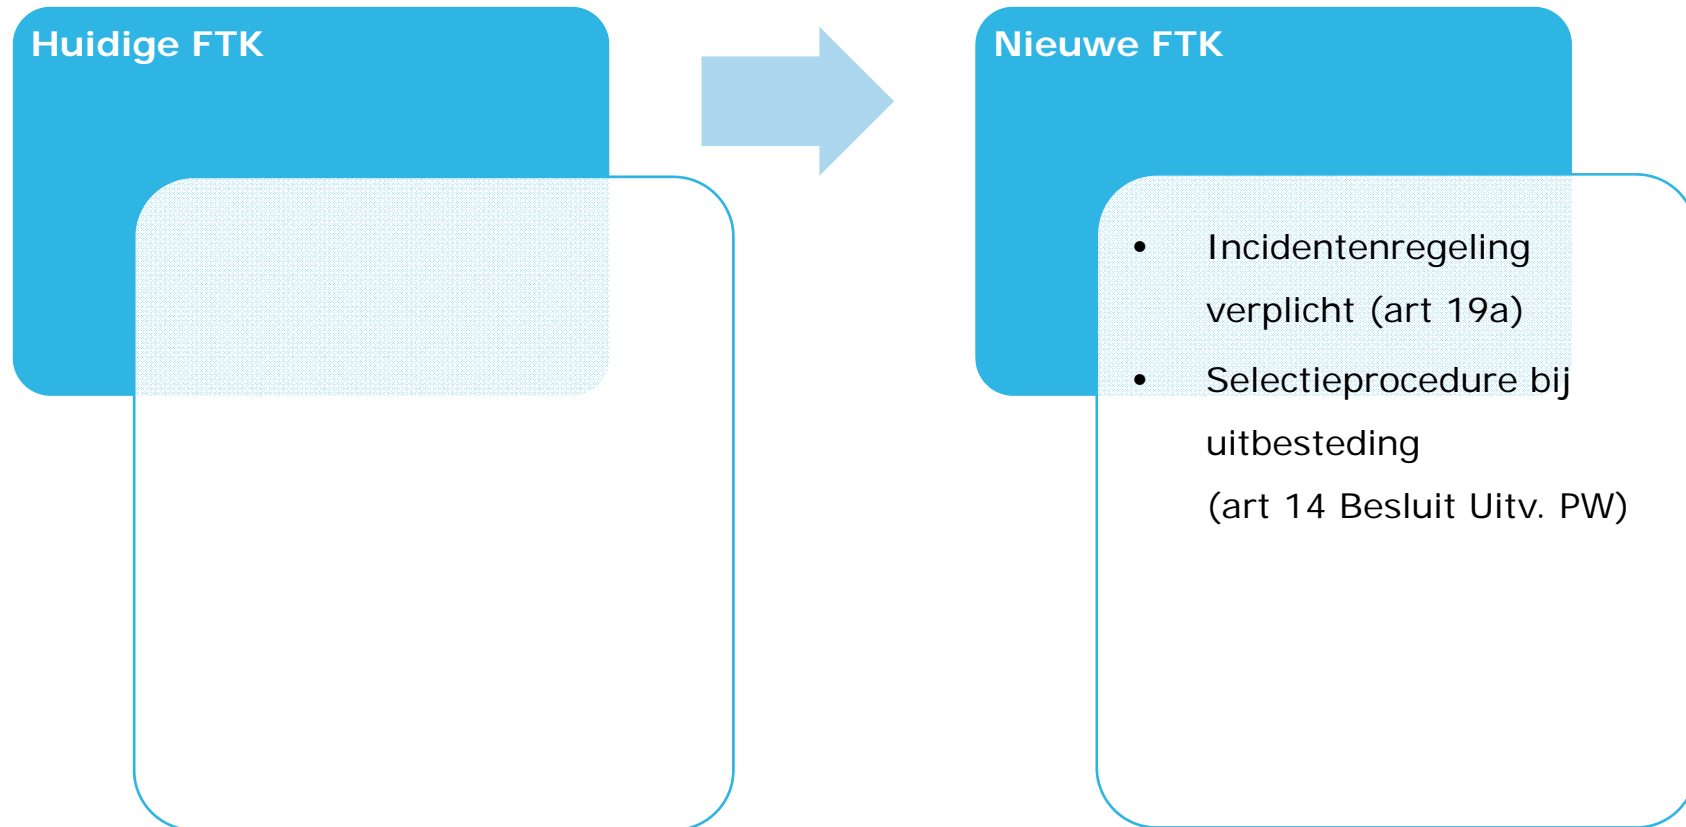 Huidige FTK
Nieuwe FTK
• Incidentenregeling
verplicht (art 19a)
• Selectieprocedure bij
uitbesteding
(art 14 Besluit Uitv. PW)